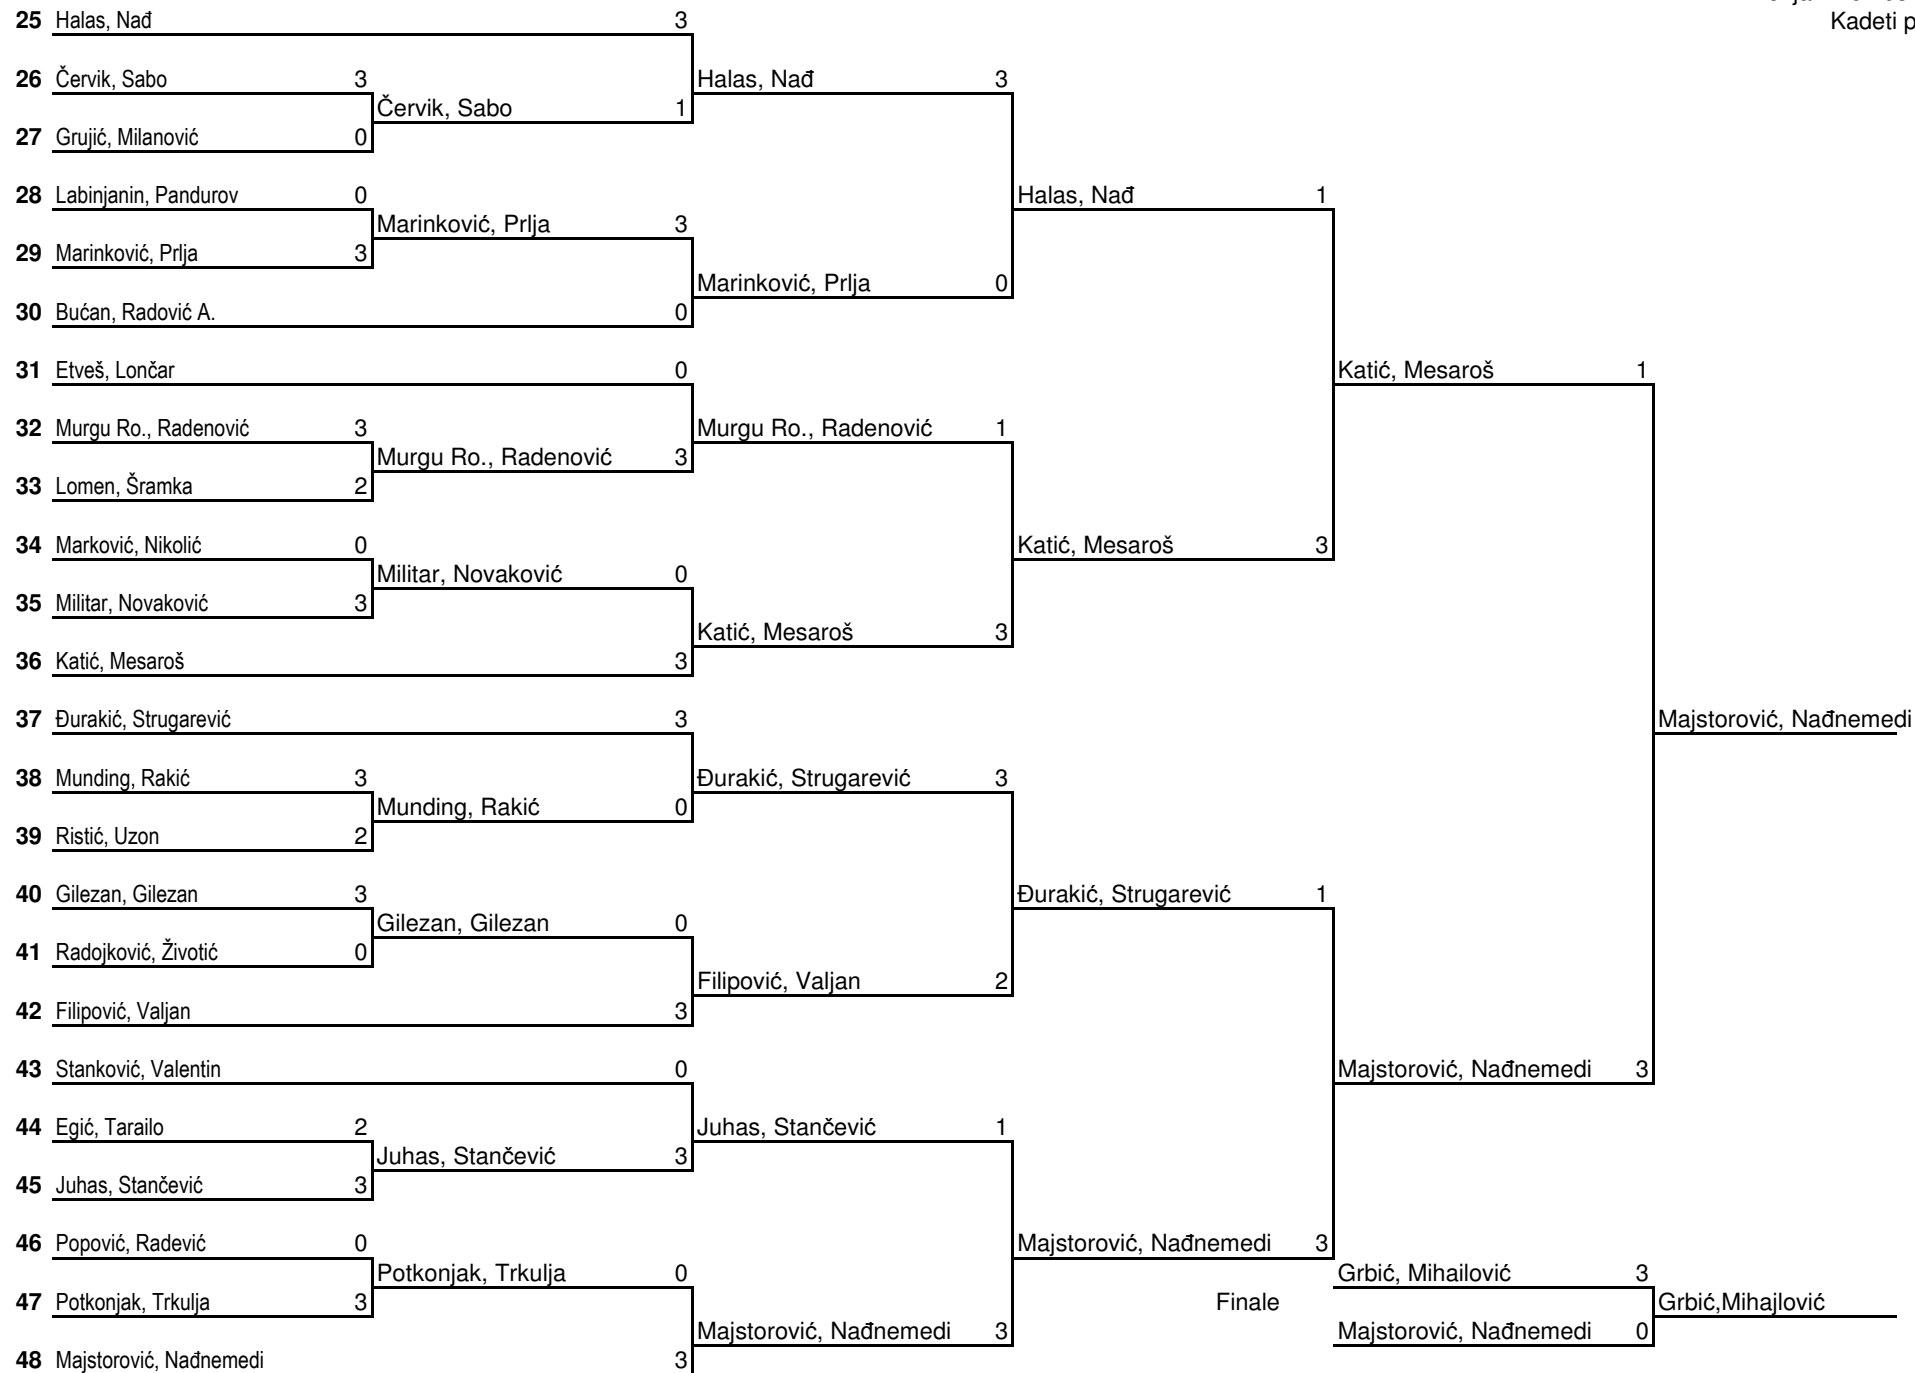 Kadeti p
25 Halas, Nađ 3
26 Červik, Sabo 3
Halas, Nađ 3
Červik, Sabo 1
27 Grujić, Milanović 0
28 Labinjanin, Pandurov 0
Halas, Nađ 1
Marinković, Prlja 3
29 Marinković, Prlja 3
Marinković, Prlja 0
30 Bućan, Radović A. 0
31 Etveš, Lončar 0
Katić, Mesaroš 1
32 Murgu Ro., Radenović 3
Murgu Ro., Radenović 1
Murgu Ro., Radenović 3
33 Lomen, Šramka 2
34 Marković, Nikolić 0
Katić, Mesaroš 3
Militar, Novaković 0
35 Militar, Novaković 3
Katić, Mesaroš 3
36 Katić, Mesaroš 3
37 Đurakić, Strugarević 3
Majstorović, Nađnemedi
38 Munding, Rakić 3
Đurakić, Strugarević 3
Munding, Rakić 0
39 Ristić, Uzon 2
40 Gilezan, Gilezan 3
Đurakić, Strugarević 1
Gilezan, Gilezan 0
41 Radojković, Životić 0
Filipović, Valjan 2
42 Filipović, Valjan 3
43 Stanković, Valentin 0
Majstorović, Nađnemedi 3
44 Egić, Tarailo 2
Juhas, Stančević 1
Juhas, Stančević 3
45 Juhas, Stančević 3
46 Popović, Radević 0
Majstorović, Nađnemedi 3
Potkonjak, Trkulja 0
Grbić, Mihailović 3
47 Potkonjak, Trkulja 3
Finale
Grbić,Mihajlović
Majstorović, Nađnemedi 3
Majstorović, Nađnemedi 0
48 Majstorović, Nađnemedi 3